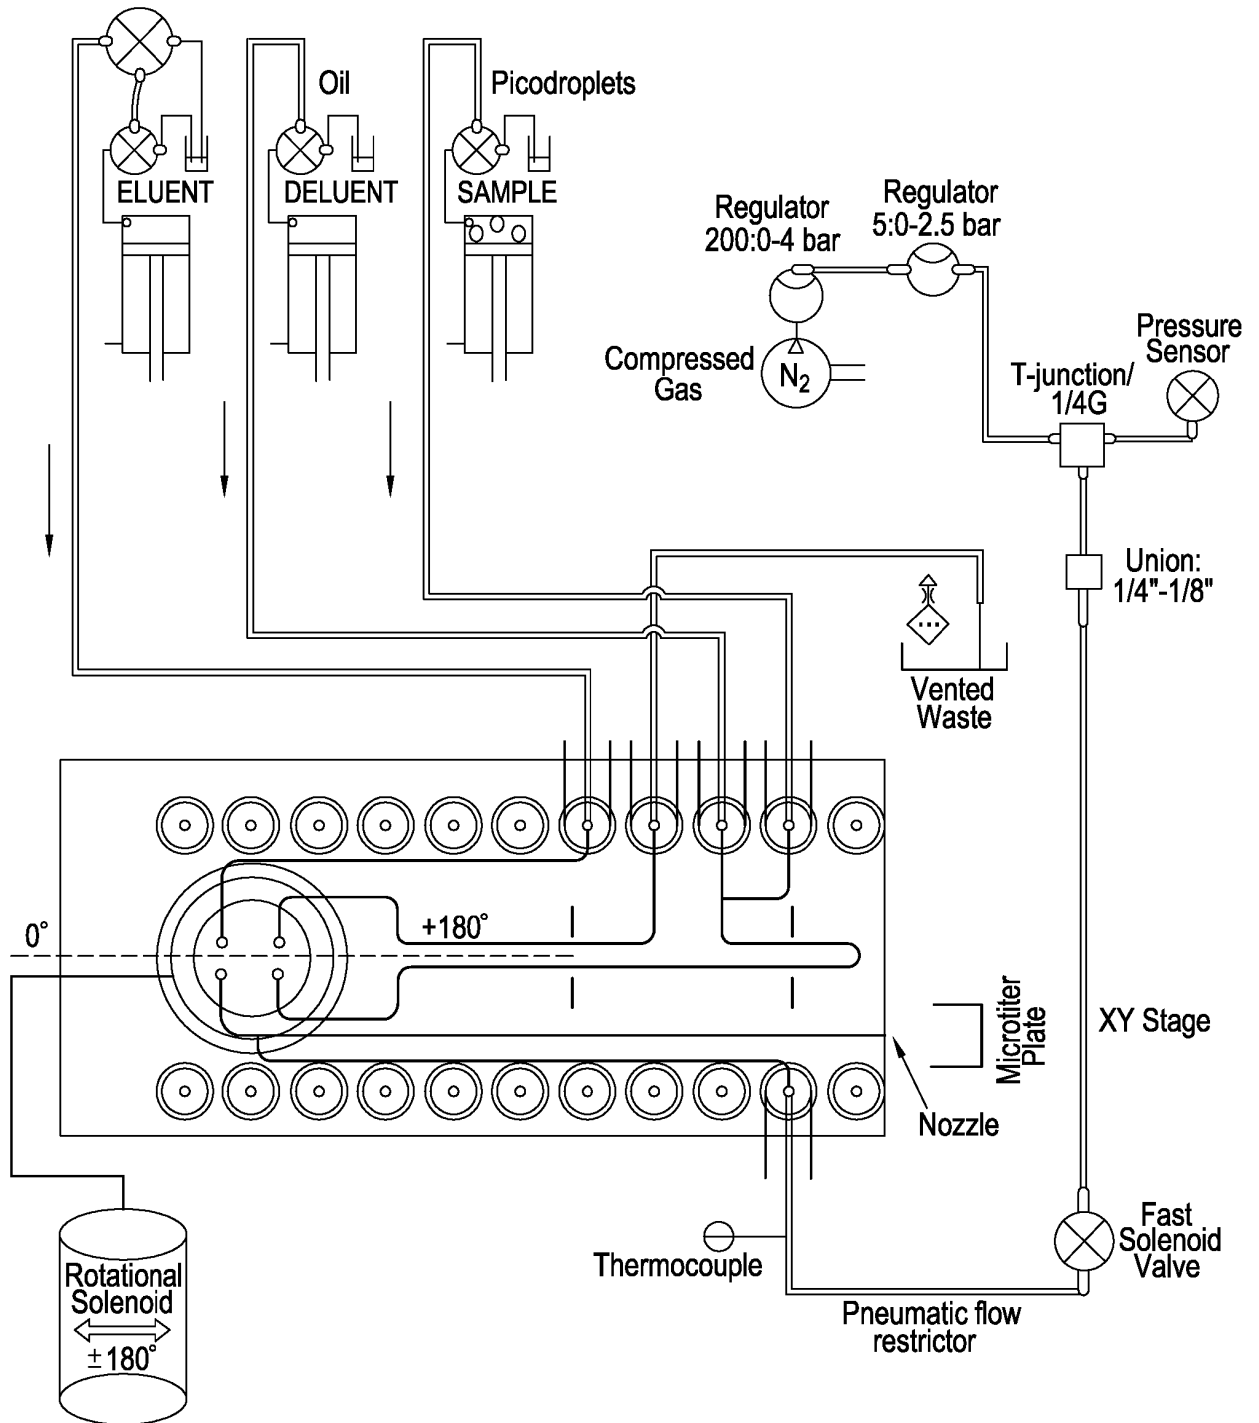 Oil
Picodroplets
ELUENT
DELUENT
SAMPLE
Regulator
200:0-4 bar
Regulator
5:0-2.5 bar
Compressed
Gas
N2
Pressure
Sensor
T-junction/
1/4G
Union:
1/4"-1/8"
Vented
Waste
0°
+180°
Microtiter
Plate
XY Stage
Nozzle
Thermocouple
Fast
Solenoid
Valve
Pneumatic flow
restrictor
Rotational
Solenoid
±180°